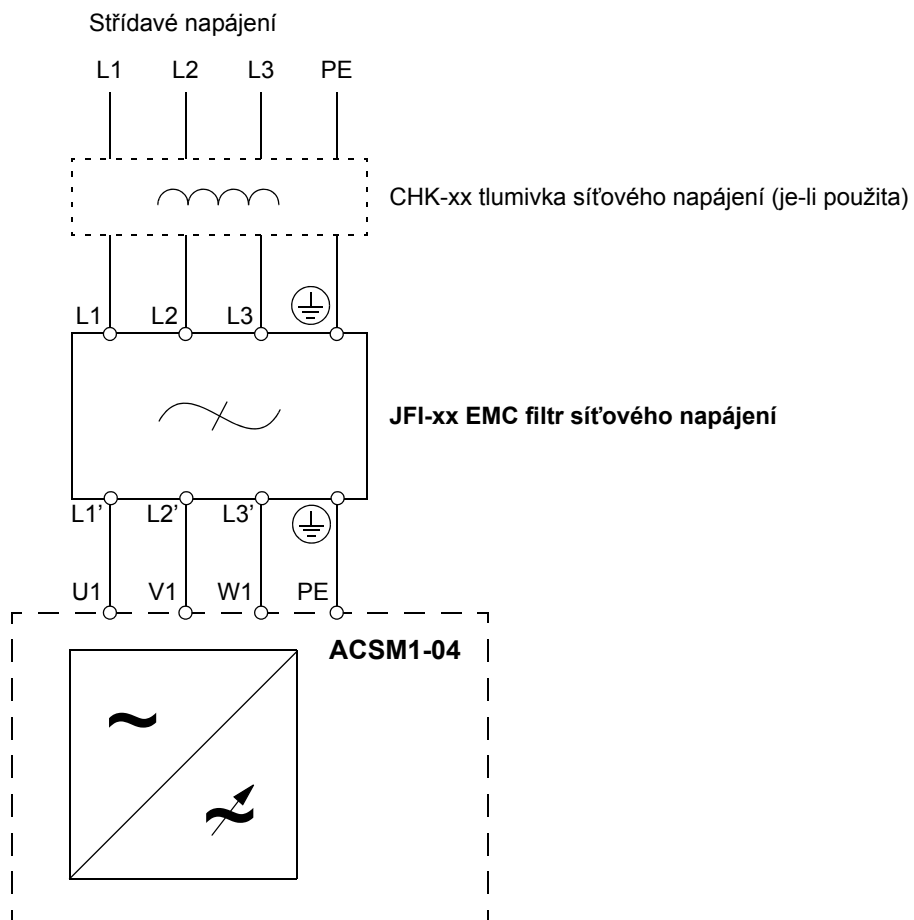 Střídavé napájení
L1 L2 L3 PE
CHK-xx tlumivka síťového napájení (je-li použita)
L1 L2 L3
JFI-xx EMC filtr síťového napájení
L1’ L2’ L3’
U1 V1 W1 PE
ACSM1-04